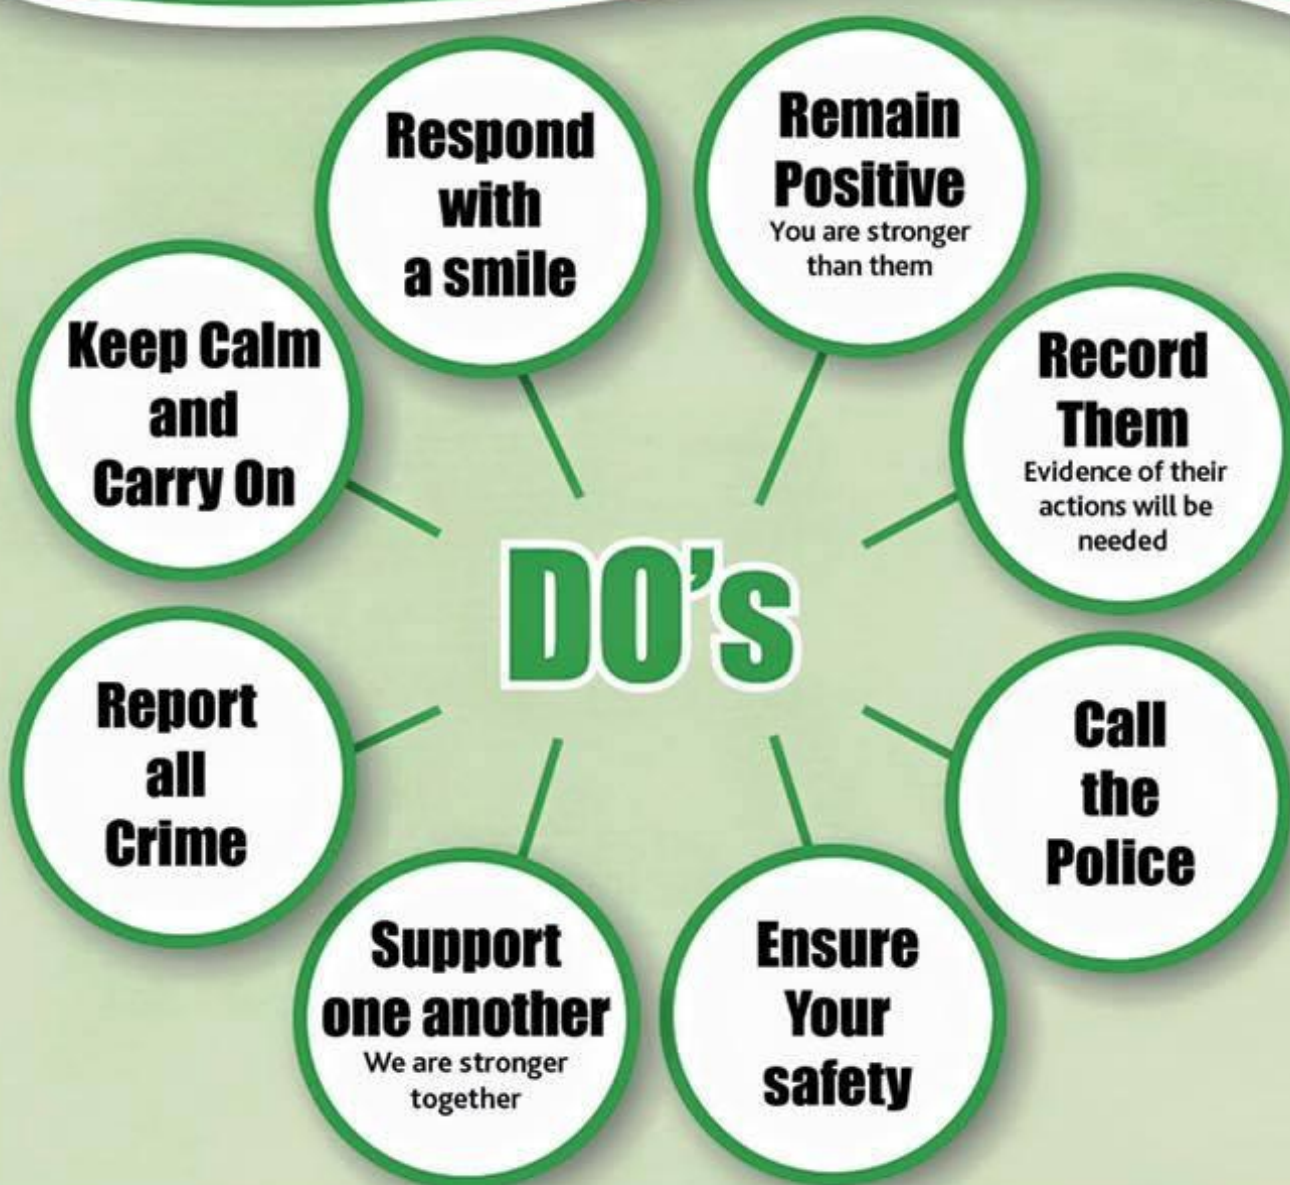 Respond
with
a smile
Remain
Positive
You are stronger
than them
Keep Calm
and
Carry On
Record
Them
Evidence of their
actions will be
needed
DO's
Report
all
Crime
Call
the
Police
Support
one another
We are stronger
together
Ensure
Your
safety